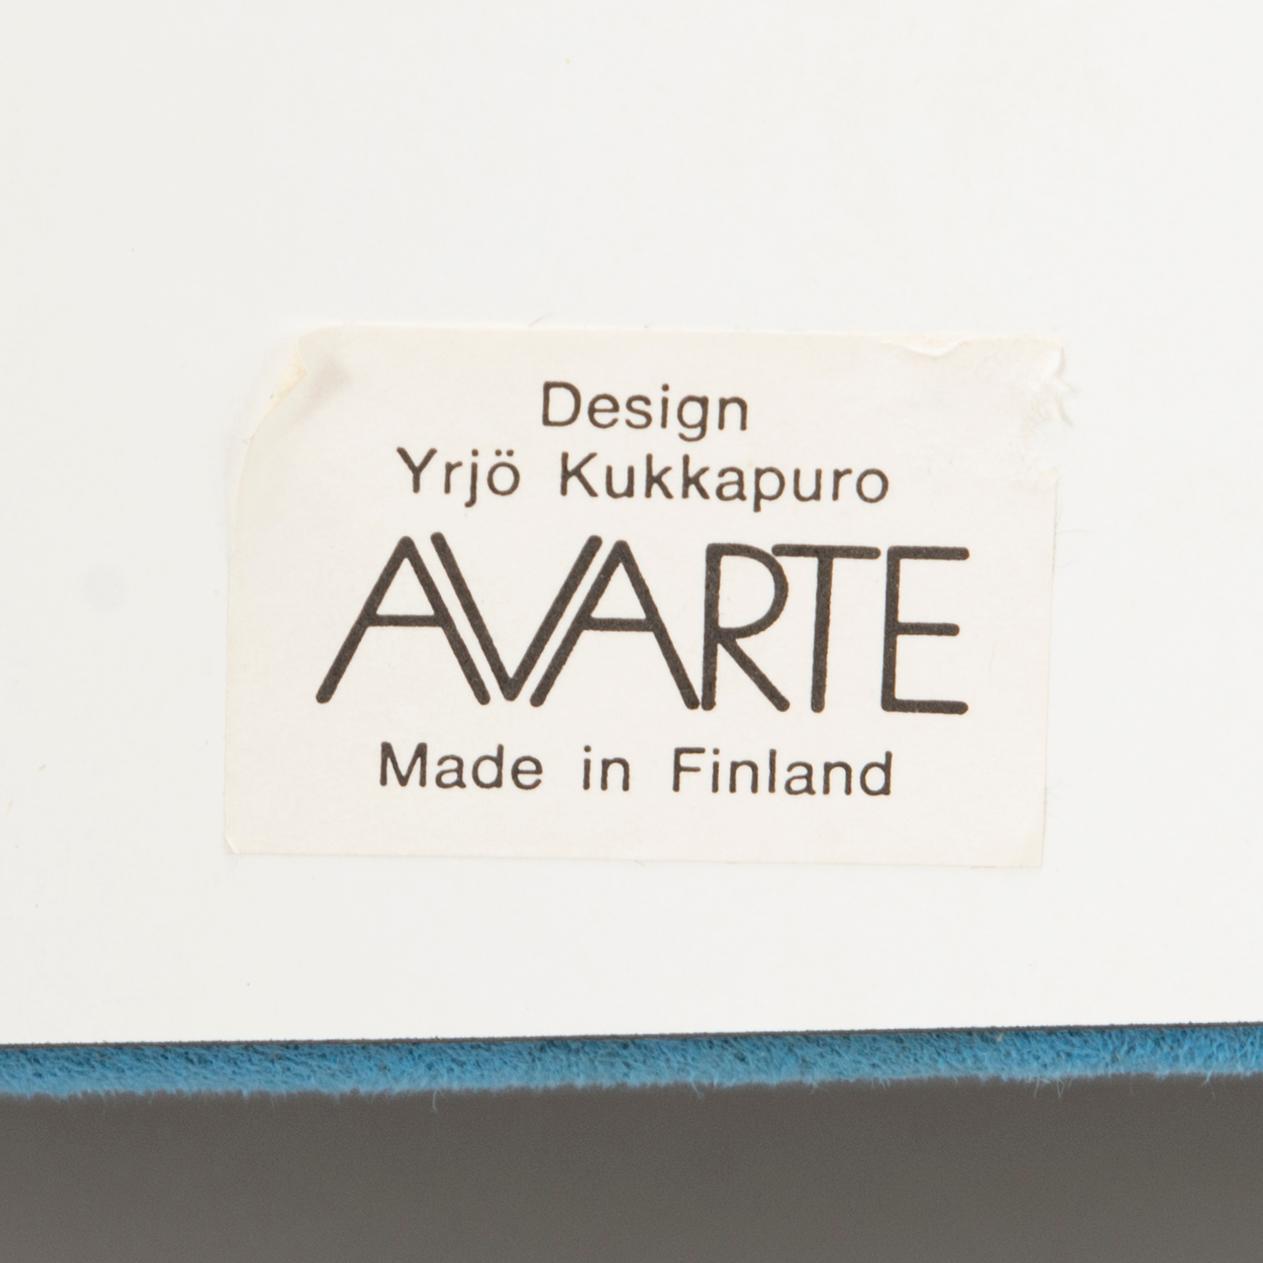 Design
Yrjö Kukkapuro
AVARTE
Made in Finland